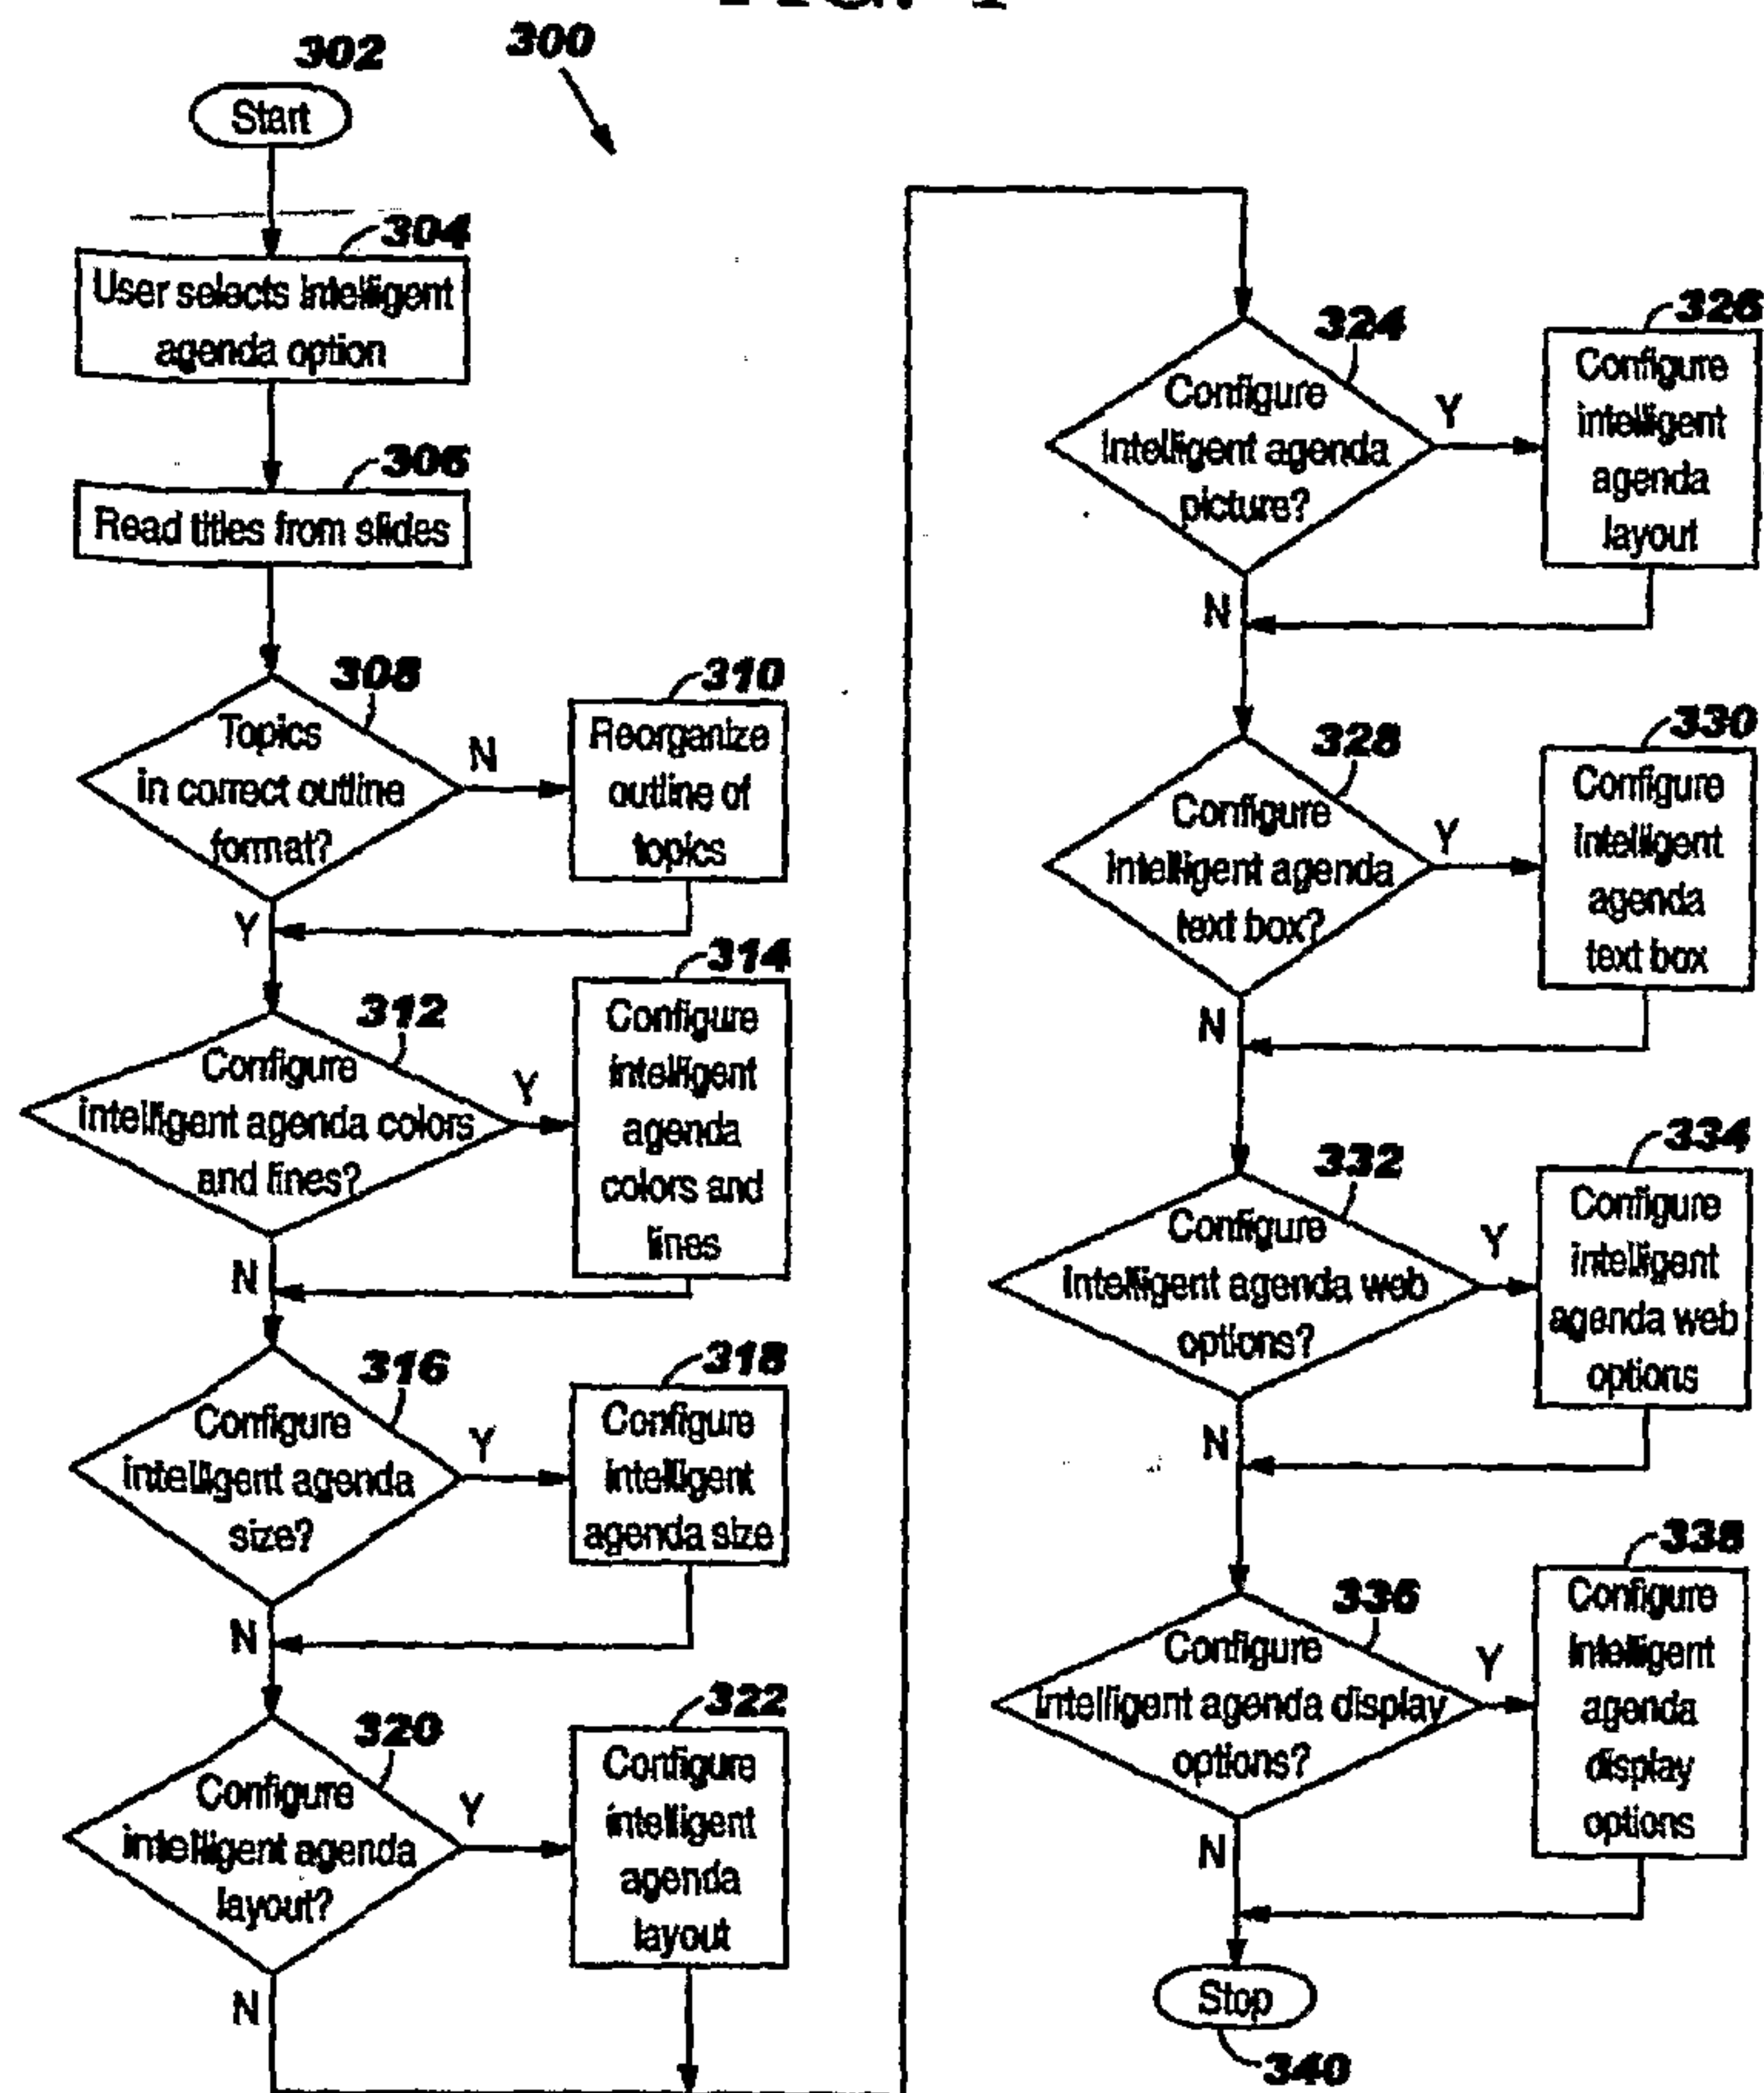 302
300
Start
304
User selects intelligent
agenda option
306
Read titles from slides
308
Topics
in correct outline
format?
N
310
Reorganize
outline of
topics
Y
312
Configure
intelligent agenda colors
and lines?
Y
314
Configure
intelligent
agenda
colors and
lines
N
316
Configure
intelligent agenda
size?
Y
318
Configure
intelligent
agenda size
N
320
Configure
intelligent agenda
layout?
Y
322
Configure
intelligent
agenda
layout
N
324
Configure
intelligent agenda
picture?
Y
326
Configure
intelligent
agenda
layout
N
328
Configure
intelligent agenda
text box?
Y
330
Configure
intelligent
agenda
text box
N
332
Configure
intelligent agenda web
options?
Y
334
Configure
intelligent
agenda web
options
N
336
Configure
intelligent agenda display
options?
Y
338
Configure
intelligent
agenda
display
options
N
Stop
340